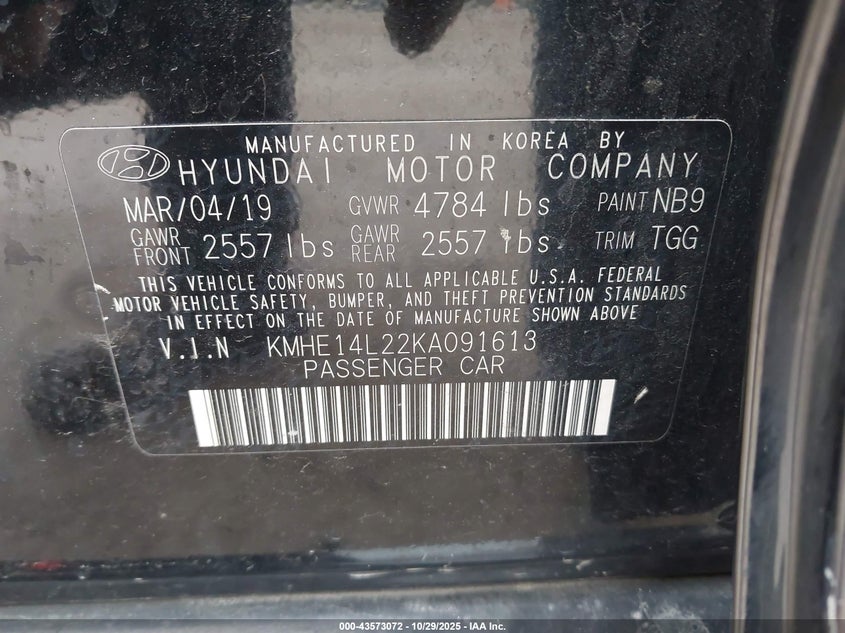 MANUFACTURED IN KOREA BY
HYUNDAI MOTOR COMPANY
MAR/04/19 GVWR 4784 lbs PAINT NB9
GAWR FRONT 2557 lbs GAWR REAR 2557 lbs. TRIM TGG
THIS VEHICLE CONFORMS TO ALL APPLICABLE U.S.A. FEDERAL
MOTOR VEHICLE SAFETY, BUMPER, AND THEFT PREVENTION STANDARDS
IN EFFECT ON THE DATE OF MANUFACTURE SHOWN ABOVE
V.I.N KMHE14L22KA091613
PASSENGER CAR
000-43573072 - 10/29/2025 - IAA Inc.